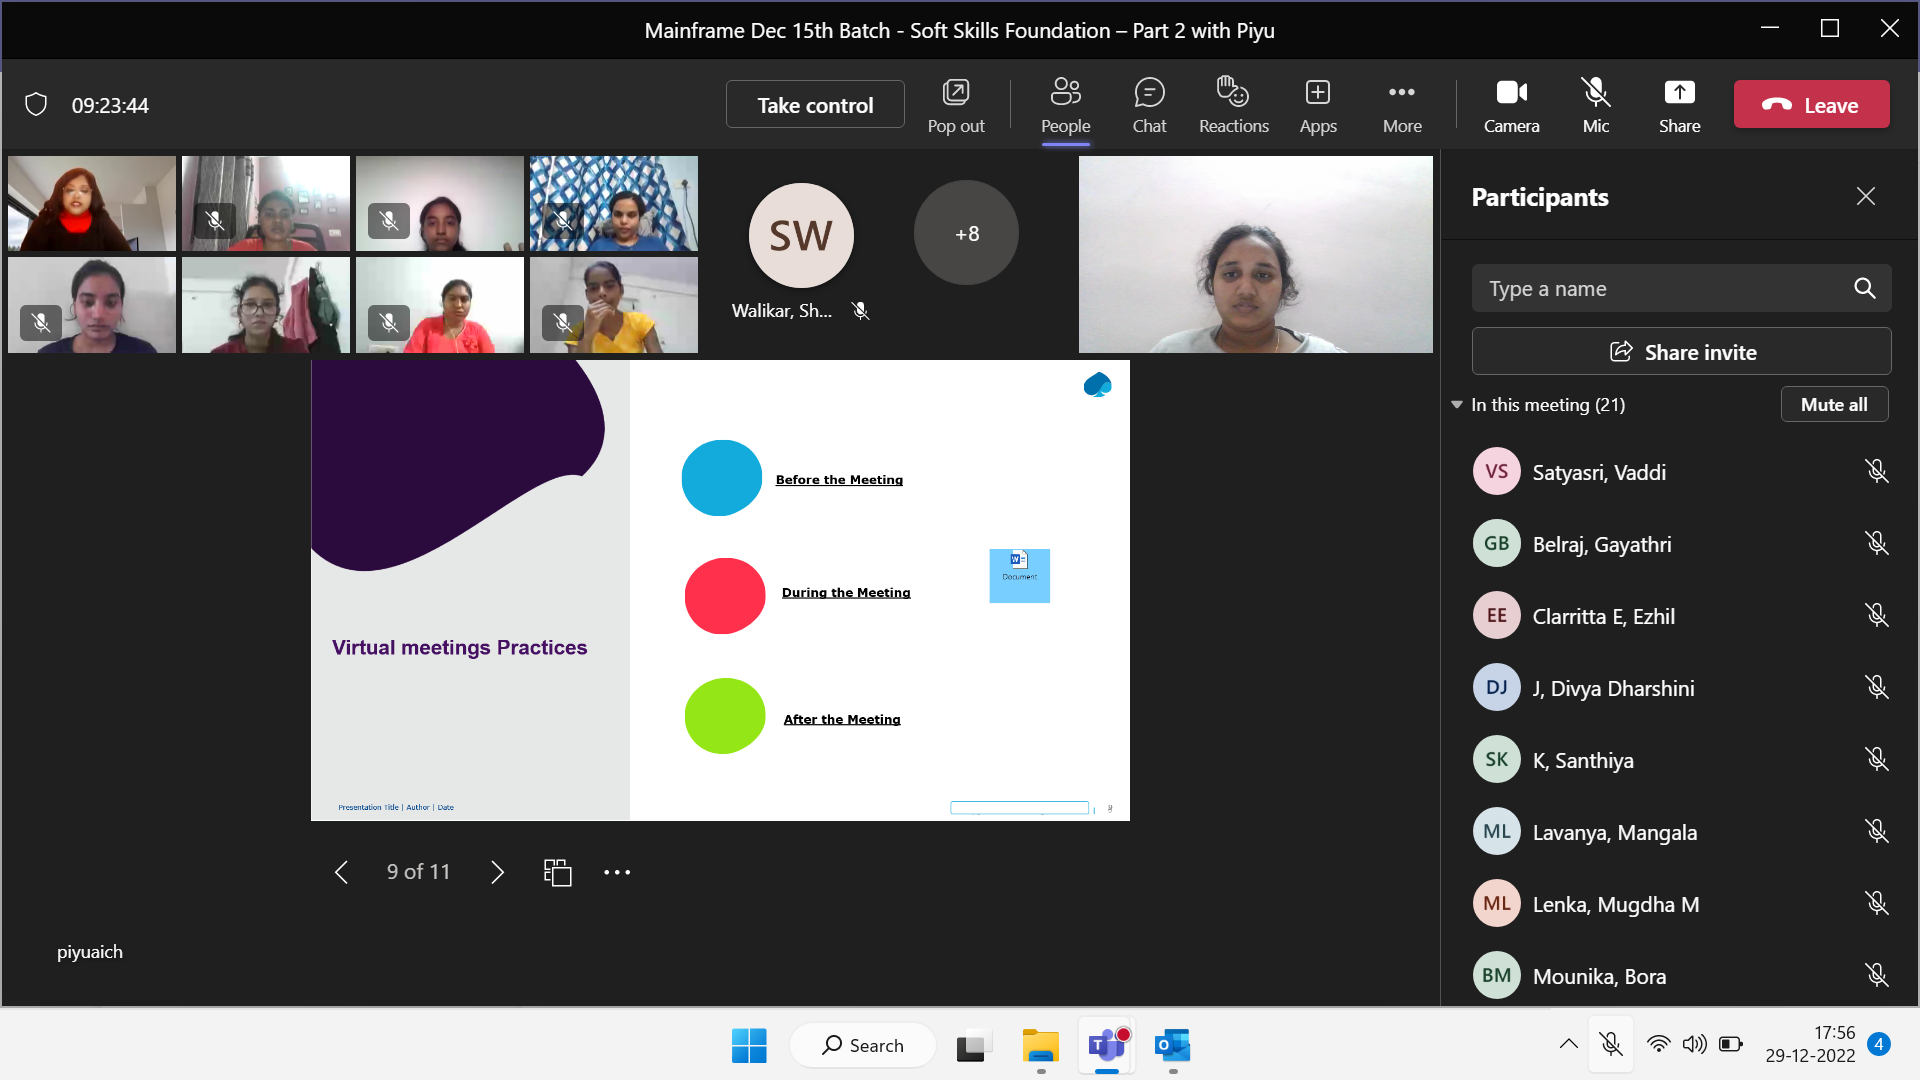 Mainframe Dec 15th Batch - Soft Skills Foundation – Part 2 with Piyu
09:23:44
Take control
Pop out
People
Chat
Reactions
Apps
More
Camera
Mic
Share
Leave
SW
+8
Walikar, Sh...
Participants
Type a name
Share invite
In this meeting (21)
Mute all
VS Satyasri, Vaddi
GB Belraj, Gayathri
EE Clarritta E, Ezhil
DJ J, Divya Dharshini
SK K, Santhiya
ML Lavanya, Mangala
ML Lenka, Mugdha M
BM Mounika, Bora
Before the Meeting
W
Document
During the Meeting
Virtual meetings Practices
After the Meeting
Presentation Title | Author | Date
9 of 11
piyuaich
Search
T
O
17:56
29-12-2022
4